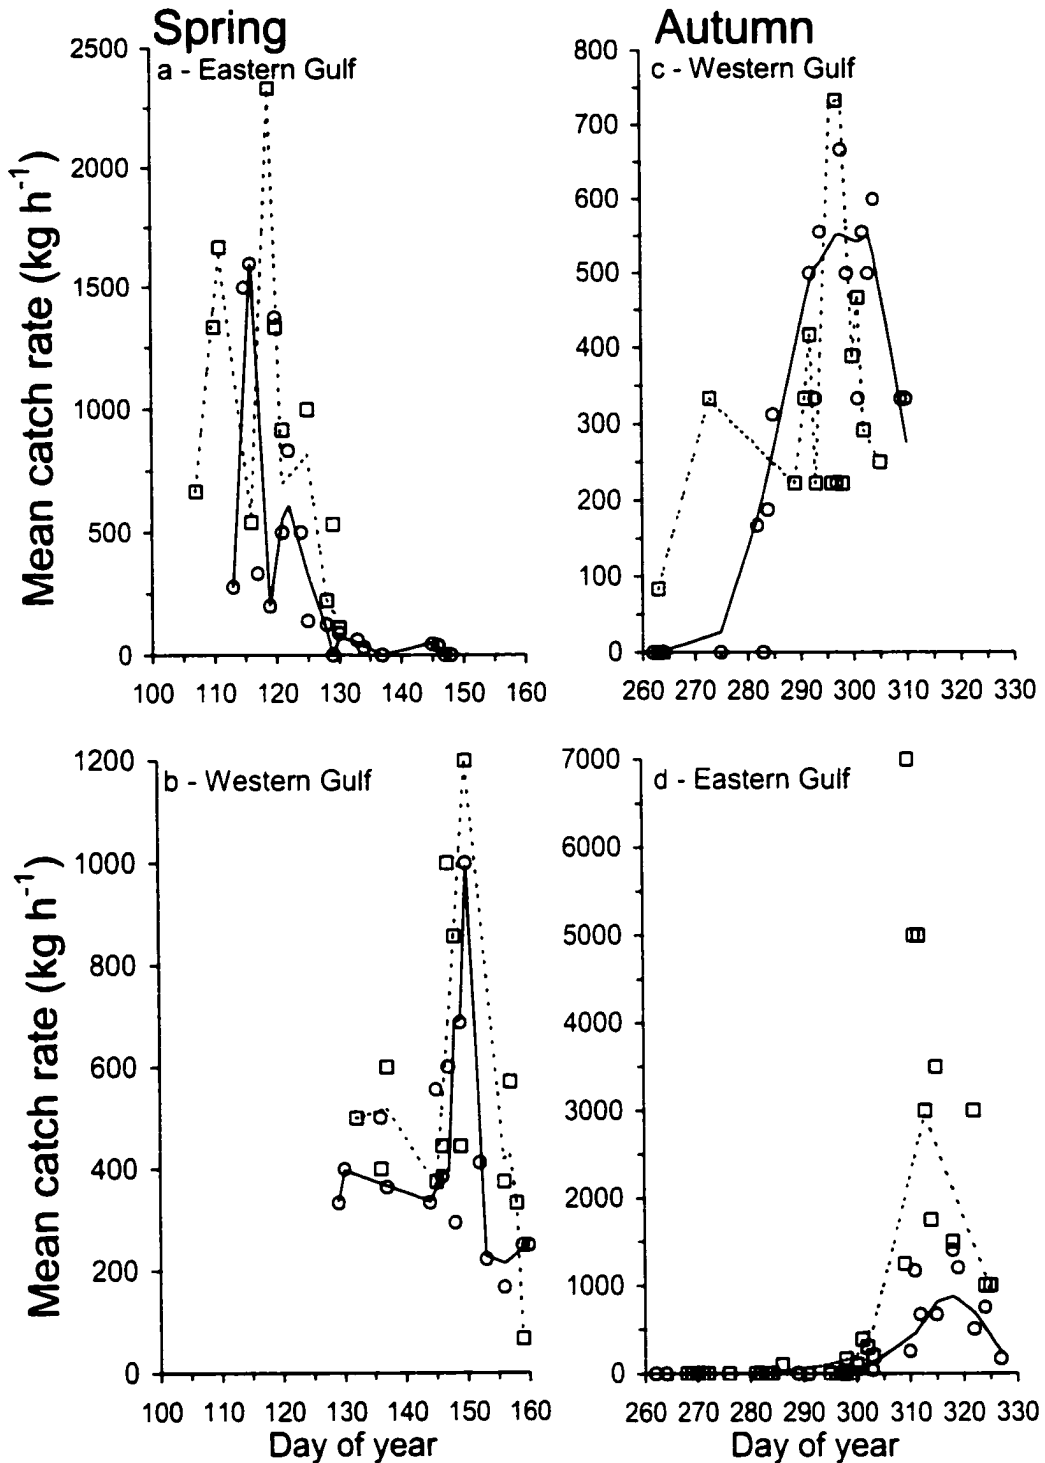 Spring
Autumn
a - Eastern Gulf
c - Western Gulf
Mean catch rate (kg h⁻¹)
2500
2000
1500
1000
500
0
100 110 120 130 140 150 160
800
700
600
500
400
300
200
100
0
260 270 280 290 300 310 320 330
b - Western Gulf
d - Eastern Gulf
Mean catch rate (kg h⁻¹)
1200
1000
800
600
400
200
0
100 110 120 130 140 150 160
Day of year
7000
6000
5000
4000
3000
2000
1000
0
260 270 280 290 300 310 320 330
Day of year